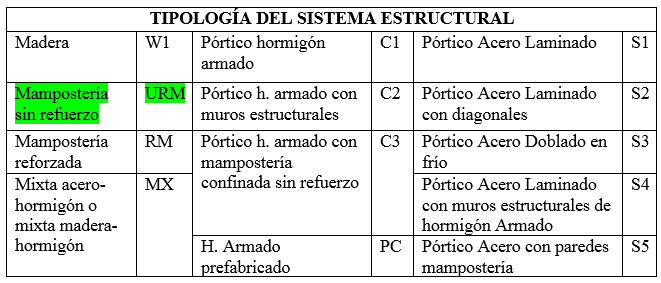 TIPOLOGÍA DEL SISTEMA ESTRUCTURAL
Madera W1 Pórtico hormigón C1 Pórtico Acero Laminado S1
armado
Mampostería URM Pórtico h. armado con C2 Pórtico Acero Laminado S2
sin refuerzo muros estructurales con diagonales
Mampostería RM Pórtico h. armado con C3 Pórtico Acero Doblado en S3
reforzada mampostería frío
Mixta acero- MX confinada sin refuerzo Pórtico Acero Laminado S4
hormigón o con muros estructurales de
mixta madera- hormigón Armado
hormigón H. Armado PC Pórtico Acero con paredes S5
prefabricado mampostería